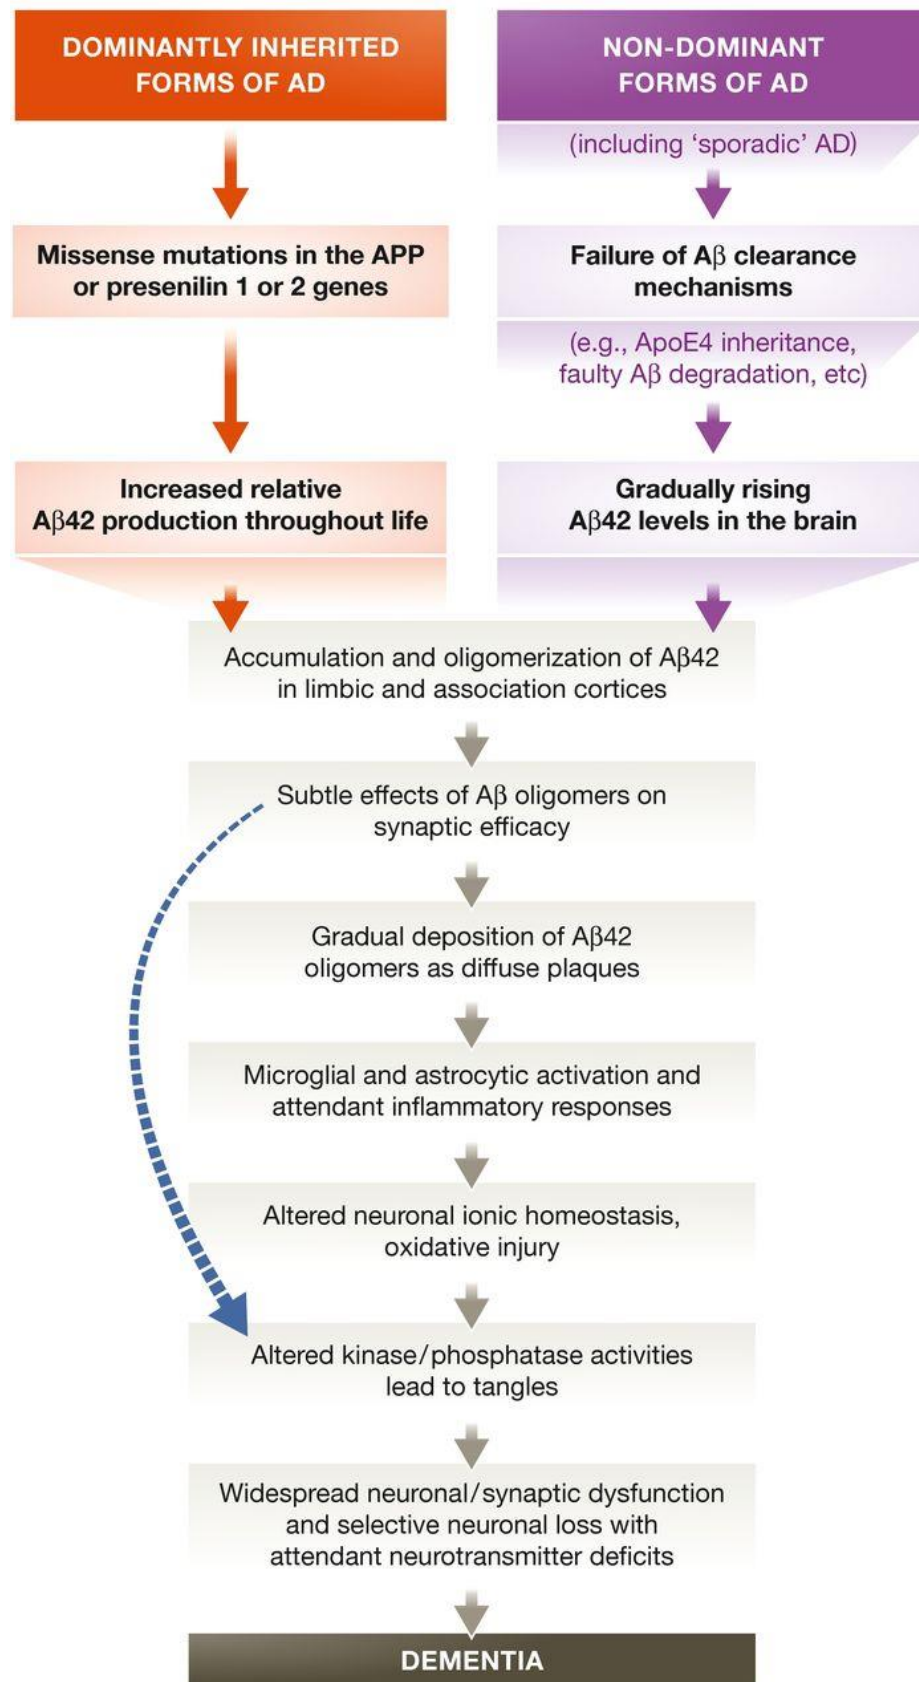 DOMINANTLY INHERITED
FORMS OF AD
Missense mutations in the APP
or presenilin 1 or 2 genes
Increased relative
Aβ42 production throughout life
NON-DOMINANT
FORMS OF AD
(including ‘sporadic’ AD)
Failure of Aβ clearance
mechanisms
(e.g., ApoE4 inheritance,
faulty Aβ degradation, etc)
Gradually rising
Aβ42 levels in the brain
Accumulation and oligomerization of Aβ42
in limbic and association cortices
Subtle effects of Aβ oligomers on
synaptic efficacy
Gradual deposition of Aβ42
oligomers as diffuse plaques
Microglial and astrocytic activation and
attendant inflammatory responses
Altered neuronal ionic homeostasis,
oxidative injury
Altered kinase/phosphatase activities
lead to tangles
Widespread neuronal/synaptic dysfunction
and selective neuronal loss with
attendant neurotransmitter deficits
DEMENTIA